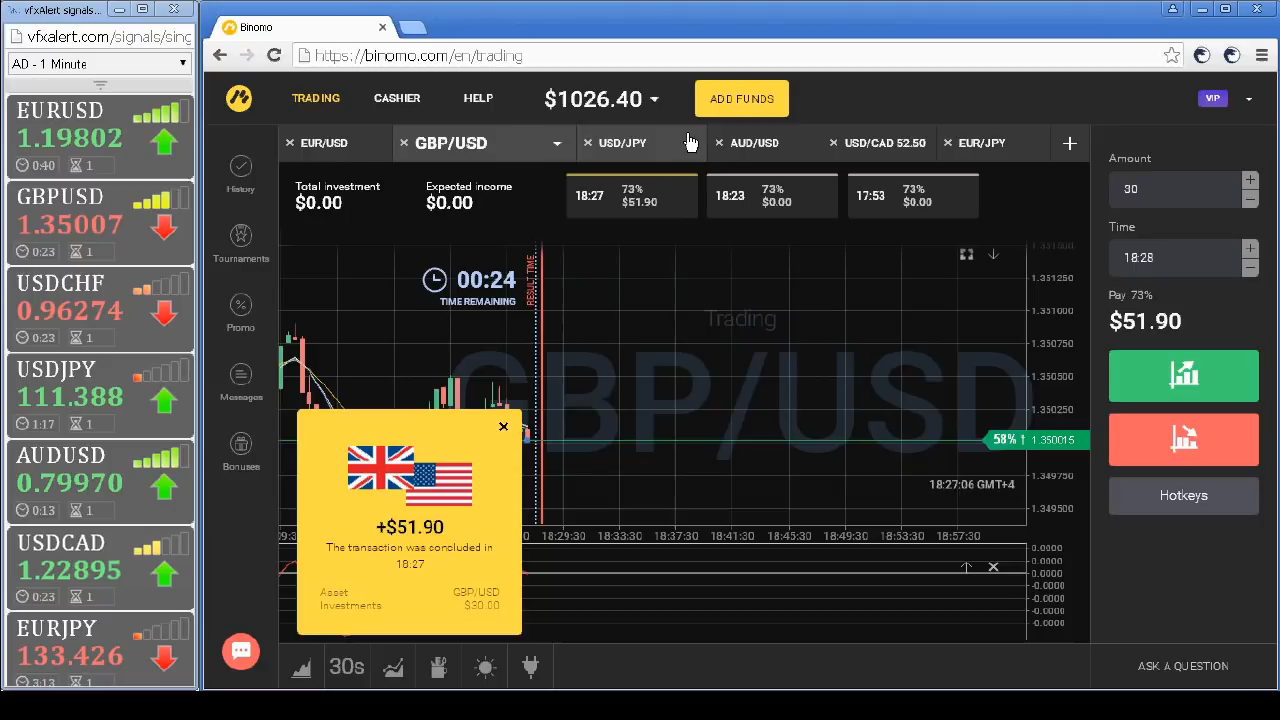 vfxAlert signals...
vfxalert.com/signals/sing
AD - 1 Minute
EURUSD
1.19802
0:40
1
GBPUSD
1.35007
0:23
1
USDCHF
0.96274
0:23
1
USDJPY
111.388
1:17
1
AUDUSD
0.79970
0:13
1
USDCAD
1.22895
0:23
1
EURJPY
133.426
3:13
1
Binomo
https://binomo.com/en/trading
TRADING
CASHIER
HELP
$1026.40
ADD FUNDS
VIP
EUR/USD
GBP/USD
USD/JPY
AUD/USD
USD/CAD 52.50
EUR/JPY
History
Tournaments
Promo
Messages
Bonuses
Total investment
$0.00
Expected income
$0.00
18:27
73%
$51.90
18:23
73%
$0.00
17:53
73%
$0.00
00:24
TIME REMAINING
RESULT TIME
Trading
GBP/USD
1.351250
1.351000
1.350750
1.350500
1.350250
58% ↑ 1.350015
1.349750
1.349500
18:27:06 GMT+4
18:29:30
18:33:30
18:37:30
18:41:30
18:45:30
18:49:30
18:53:30
18:57:30
0.0000
0.0000
0.0000
-0.0000
-0.0000
-0.0000
-0.0000
+$51.90
The transaction was concluded in
18:27
Asset GBP/USD
Investments $30.00
30s
Amount
30
Time
18:28
Pay 73%
$51.90
Hotkeys
ASK A QUESTION